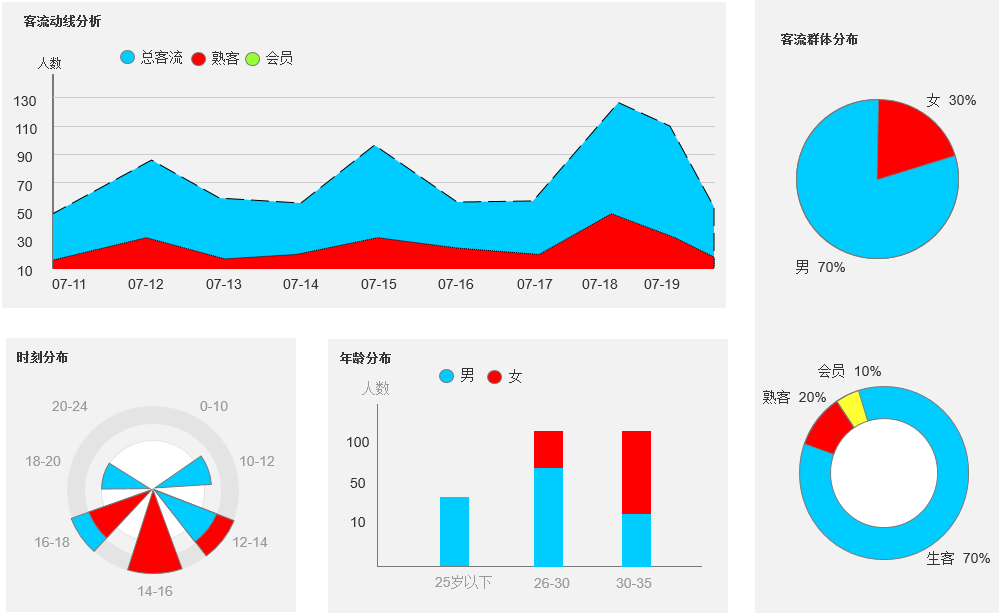 客流动线分析
总客流 熟客 会员
人数
130
110
90
70
50
30
10
07-11 07-12 07-13 07-14 07-15 07-16 07-17 07-18 07-19
客流群体分布
女 30%
男 70%
会员 10%
熟客 20%
生客 70%
时刻分布
20-24 0-10
18-20 10-12
16-18 12-14
14-16
年龄分布
男 女
人数
100
50
10
25岁以下 26-30 30-35